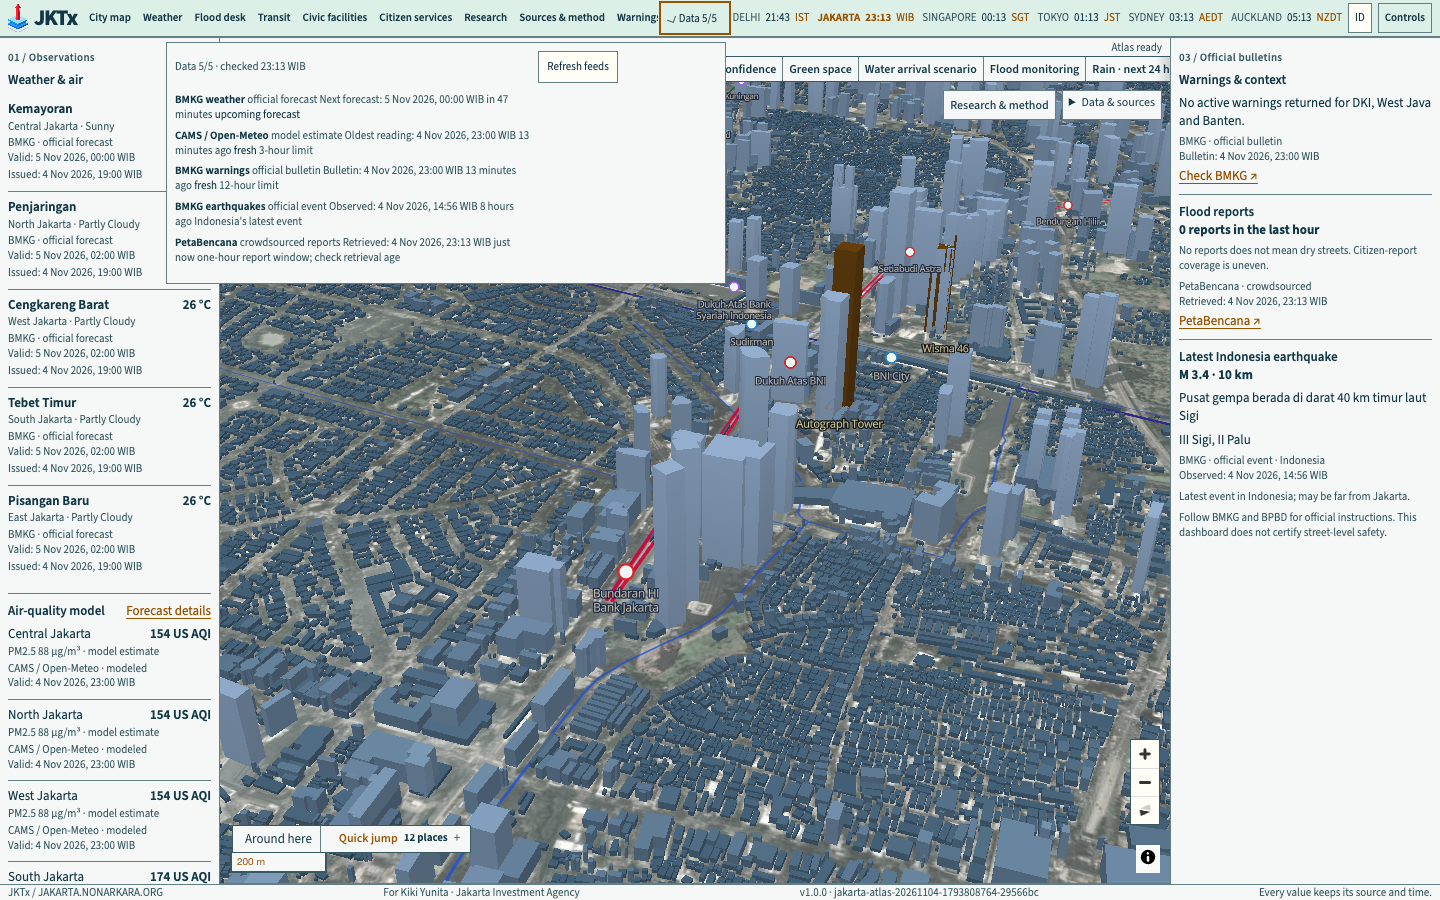 JKTx
City map
Weather
Flood desk
Transit
Civic facilities
Citizen services
Research
Sources & method
Warning
Data 5/5
DELHI 21:43 IST
JAKARTA 23:13 WIB
SINGAPORE 00:13 SGT
TOKYO 01:13 JST
SYDNEY 03:13 AEDT
AUCKLAND 05:13 NZDT
ID
Controls
01 / Observations
Weather & air
Kemayoran
Central Jakarta · Sunny
BMKG · official forecast
Valid: 5 Nov 2026, 00:00 WIB
Issued: 4 Nov 2026, 19:00 WIB
Penjaringan
North Jakarta · Partly Cloudy
BMKG · official forecast
Valid: 5 Nov 2026, 02:00 WIB
Issued: 4 Nov 2026, 19:00 WIB
Cengkareng Barat 26 °C
West Jakarta · Partly Cloudy
BMKG · official forecast
Valid: 5 Nov 2026, 02:00 WIB
Issued: 4 Nov 2026, 19:00 WIB
Tebet Timur 26 °C
South Jakarta · Partly Cloudy
BMKG · official forecast
Valid: 5 Nov 2026, 02:00 WIB
Issued: 4 Nov 2026, 19:00 WIB
Pisangan Baru 26 °C
East Jakarta · Partly Cloudy
BMKG · official forecast
Valid: 5 Nov 2026, 02:00 WIB
Issued: 4 Nov 2026, 19:00 WIB
Air-quality model Forecast details
Central Jakarta 154 US AQI
PM2.5 88 µg/m³ · model estimate
CAMS / Open-Meteo · modeled
Valid: 4 Nov 2026, 23:00 WIB
North Jakarta 154 US AQI
PM2.5 88 µg/m³ · model estimate
CAMS / Open-Meteo · modeled
Valid: 4 Nov 2026, 23:00 WIB
West Jakarta 154 US AQI
PM2.5 88 µg/m³ · model estimate
CAMS / Open-Meteo · modeled
Valid: 4 Nov 2026, 23:00 WIB
South Jakarta 174 US AQI
Data 5/5 · checked 23:13 WIB
Refresh feeds
BMKG weather official forecast Next forecast: 5 Nov 2026, 00:00 WIB in 47
minutes upcoming forecast
CAMS / Open-Meteo model estimate Oldest reading: 4 Nov 2026, 23:00 WIB 13
minutes ago fresh 3-hour limit
BMKG warnings official bulletin Bulletin: 4 Nov 2026, 23:00 WIB 13 minutes
ago fresh 12-hour limit
BMKG earthquakes official event Observed: 4 Nov 2026, 14:56 WIB 8 hours
ago Indonesia's latest event
PetaBencana crowdsourced reports Retrieved: 4 Nov 2026, 23:13 WIB just
now one-hour report window; check retrieval age
Atlas ready
onfidence
Green space
Water arrival scenario
Flood monitoring
Rain · next 24 h
Research & method
Data & sources
Kuningan
Bendungan Hilir
Setiabudi Astra
Dukuh Atas Bank
Syariah Indonesia
Sudirman
Wisma 46
Dukuh Atas BNI
BNI City
Autograph Tower
Bundaran HI
Bank Jakarta
Around here
Quick jump 12 places +
200 m
03 / Official bulletins
Warnings & context
No active warnings returned for DKI, West Java
and Banten.
BMKG · official bulletin
Bulletin: 4 Nov 2026, 23:00 WIB
Check BMKG ↗
Flood reports
0 reports in the last hour
No reports does not mean dry streets. Citizen-report
coverage is uneven.
PetaBencana · crowdsourced
Retrieved: 4 Nov 2026, 23:13 WIB
PetaBencana ↗
Latest Indonesia earthquake
M 3.4 · 10 km
Pusat gempa berada di darat 40 km timur laut
Sigi
III Sigi, II Palu
BMKG · official event · Indonesia
Observed: 4 Nov 2026, 14:56 WIB
Latest event in Indonesia; may be far from Jakarta.
Follow BMKG and BPBD for official instructions. This
dashboard does not certify street-level safety.
JKTx / JAKARTA.NONARKARA.ORG
For Kiki Yunita · Jakarta Investment Agency
v1.0.0 · jakarta-atlas-20261104-1793808764-29566bc
Every value keeps its source and time.